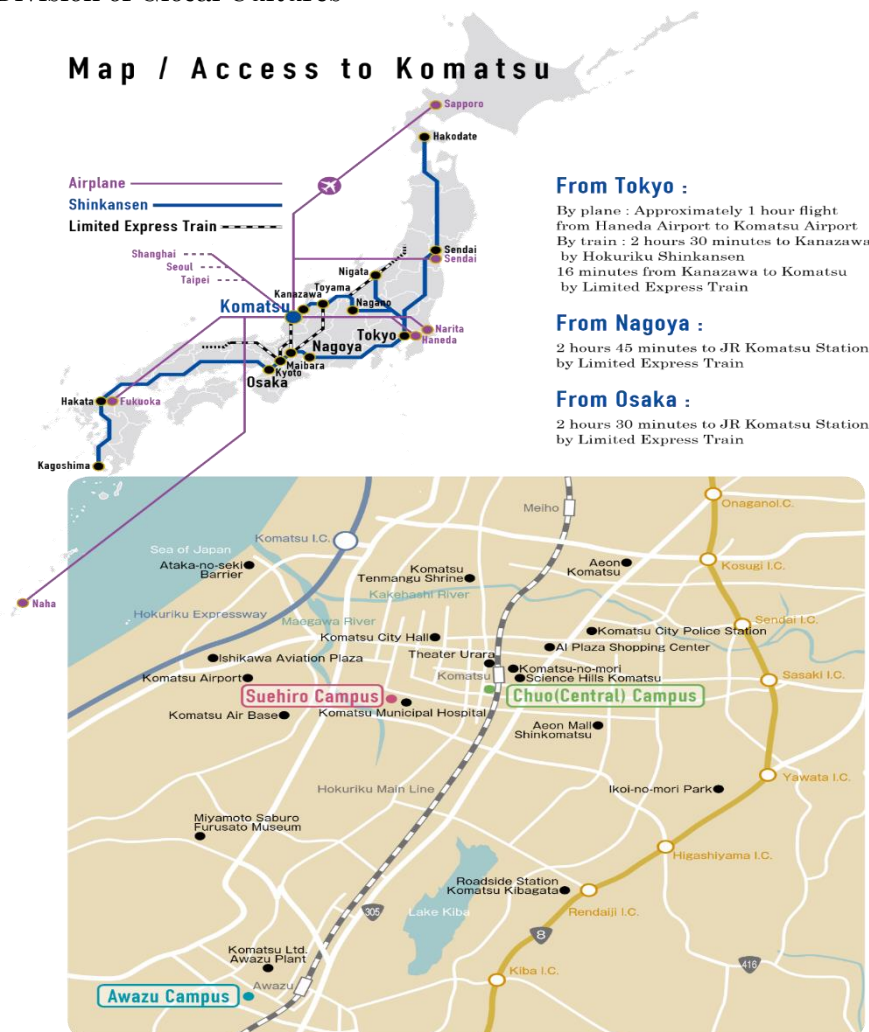 Map / Access to Komatsu
Sapporo
Hakodate
Airplane
Shinkansen
Limited Express Train
Shanghai
Seoul
Taipei
Sendai
Sendai
Nigata
Toyama
Kanazawa
Nagano
Komatsu
Narita
Tokyo
Haneda
Nagoya
Maibara
Kyoto
Osaka
Hakata
Fukuoka
Kagoshima
Naha
From Tokyo :
By plane : Approximately 1 hour flight
from Haneda Airport to Komatsu Airport
By train : 2 hours 30 minutes to Kanazawa
by Hokuriku Shinkansen
16 minutes from Kanazawa to Komatsu
by Limited Express Train
From Nagoya :
2 hours 45 minutes to JR Komatsu Station
by Limited Express Train
From Osaka :
2 hours 30 minutes to JR Komatsu Station
by Limited Express Train
Onaganol.C.
Meiho
Komatsu I.C.
Sea of Japan
Ataka-no-seki
Barrier
Komatsu
Tenmangu Shrine
Aeon
Komatsu
Kosugi I.C.
Kakehashi River
Hokuriku Expressway
Maegawa River
Sendai I.C.
Komatsu City Hall
Komatsu City Police Station
Al Plaza Shopping Center
Theater Urara
Ishikawa Aviation Plaza
Komatsu-no-mori
Komatsu
Science Hills Komatsu
Sasaki I.C.
Komatsu Airport
Suehiro Campus
Chuo(Central) Campus
Komatsu Air Base
Komatsu Municipal Hospital
Aeon Mall
Shinkomatsu
Yawata I.C.
Hokuriku Main Line
Ikoi-no-mori Park
Miyamoto Saburo
Furusato Museum
Higashiyama I.C.
Roadside Station
Komatsu Kibagata
Lake Kiba
305
Rendaiji I.C.
8
Komatsu Ltd.
Awazu Plant
Kiba I.C.
416
Awazu
Awazu Campus